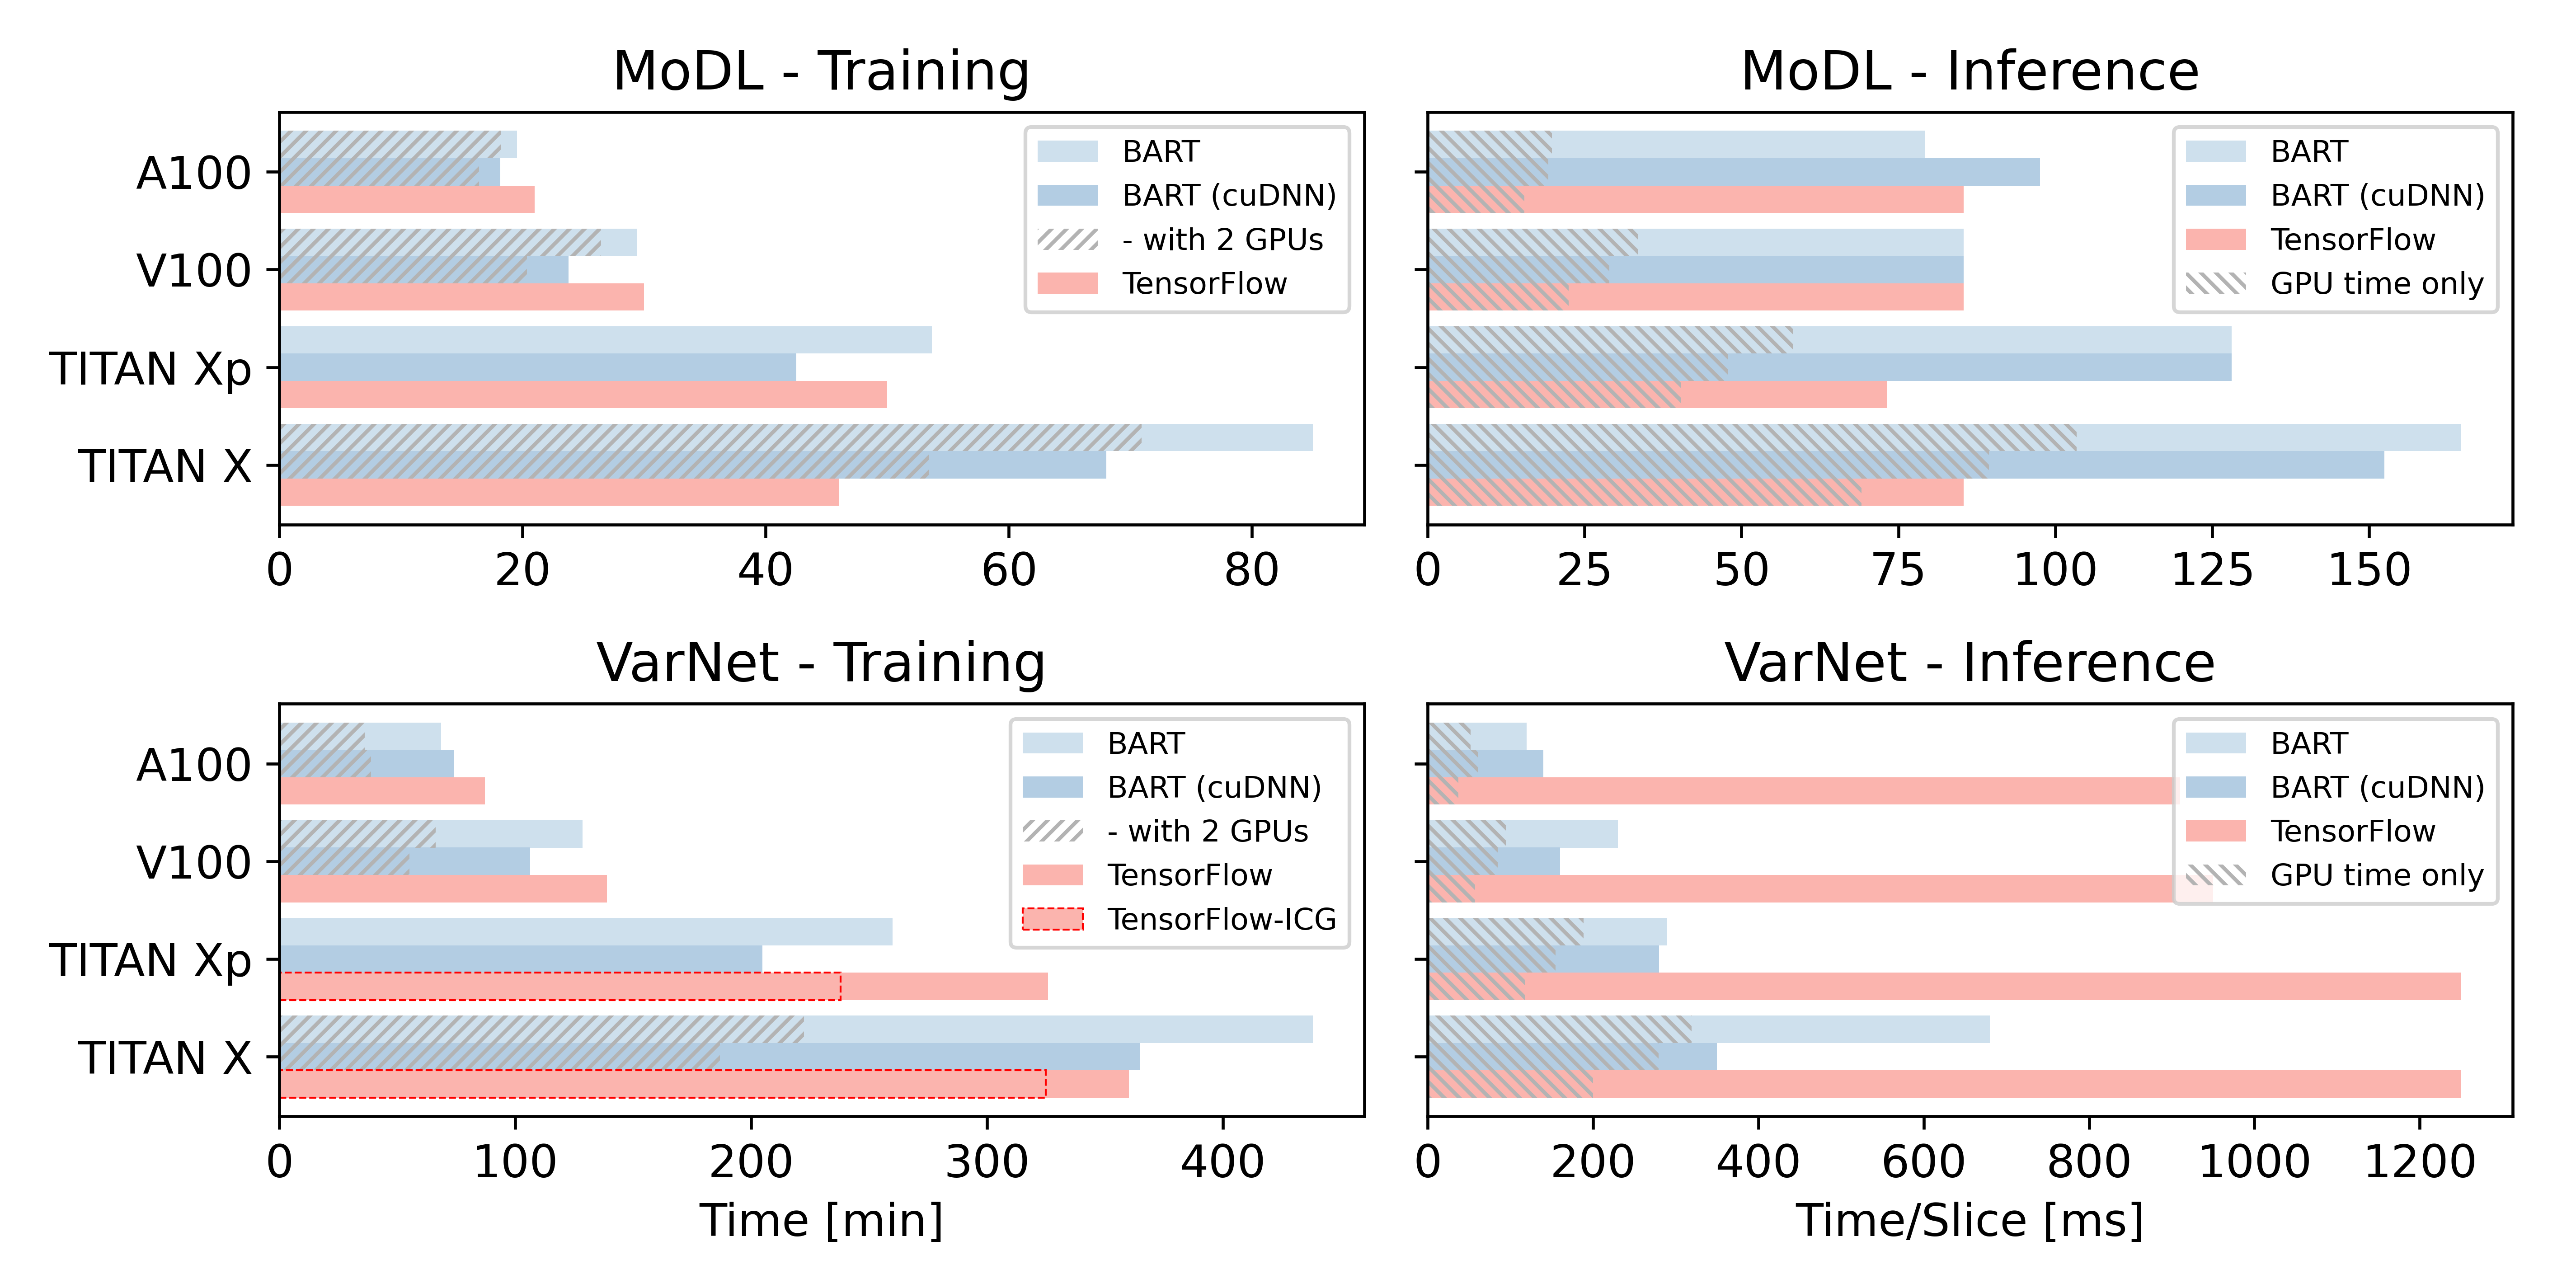 MoDL - Training
A100
V100
TITAN Xp
TITAN X
BART
BART (cuDNN)
- with 2 GPUs
TensorFlow
0 20 40 60 80
MoDL - Inference
BART
BART (cuDNN)
TensorFlow
GPU time only
0 25 50 75 100 125 150
VarNet - Training
A100
V100
TITAN Xp
TITAN X
BART
BART (cuDNN)
- with 2 GPUs
TensorFlow
TensorFlow-ICG
0 100 200 300 400
Time [min]
VarNet - Inference
BART
BART (cuDNN)
TensorFlow
GPU time only
0 200 400 600 800 1000 1200
Time/Slice [ms]